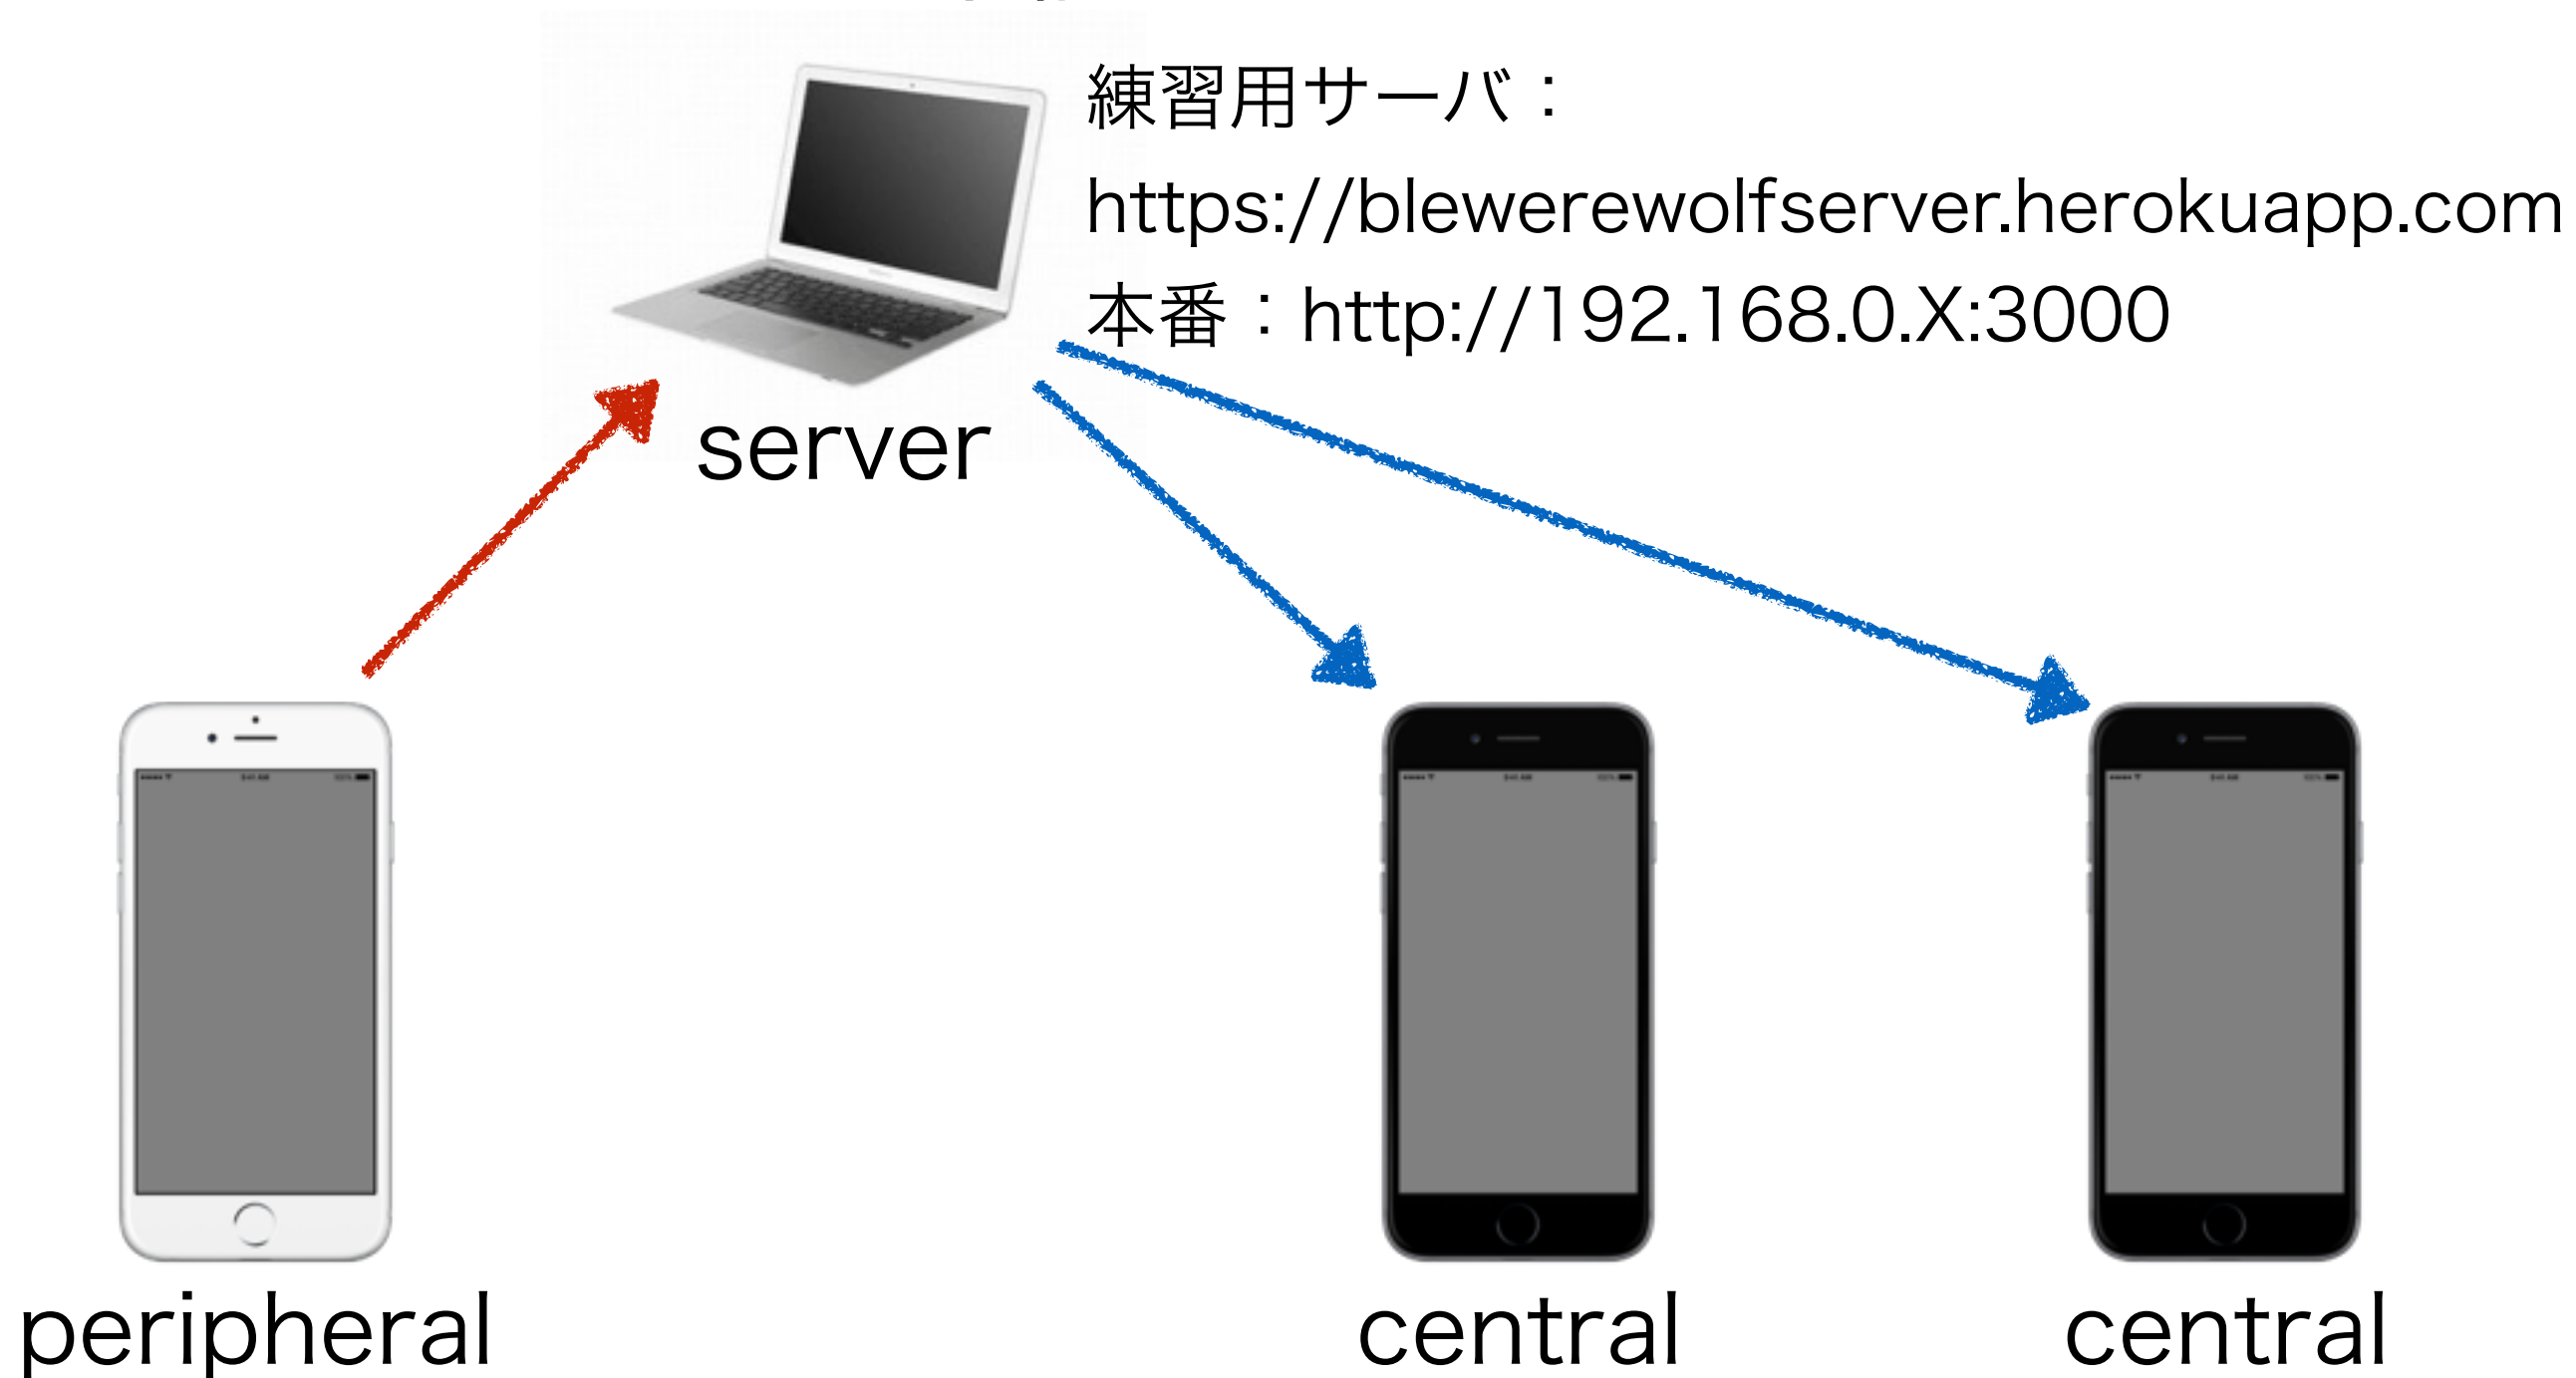 練習用サーバ：
https://blewerewolfserver.herokuapp.com
本番：http://192.168.0.X:3000
server
peripheral
central
central